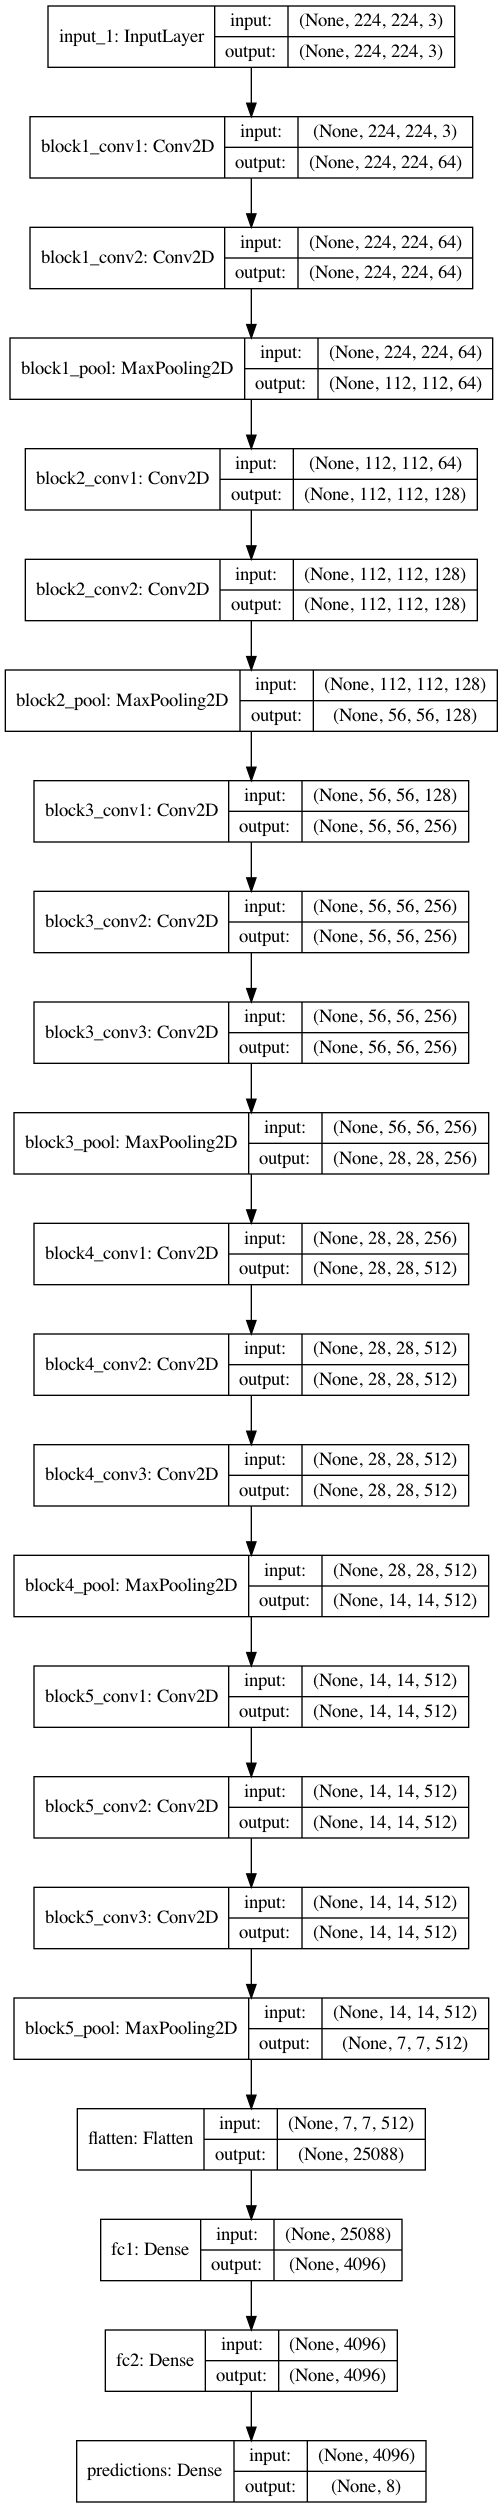 input_1: InputLayer
input: (None, 224, 224, 3)
output: (None, 224, 224, 3)
block1_conv1: Conv2D
input: (None, 224, 224, 3)
output: (None, 224, 224, 64)
block1_conv2: Conv2D
input: (None, 224, 224, 64)
output: (None, 224, 224, 64)
block1_pool: MaxPooling2D
input: (None, 224, 224, 64)
output: (None, 112, 112, 64)
block2_conv1: Conv2D
input: (None, 112, 112, 64)
output: (None, 112, 112, 128)
block2_conv2: Conv2D
input: (None, 112, 112, 128)
output: (None, 112, 112, 128)
block2_pool: MaxPooling2D
input: (None, 112, 112, 128)
output: (None, 56, 56, 128)
block3_conv1: Conv2D
input: (None, 56, 56, 128)
output: (None, 56, 56, 256)
block3_conv2: Conv2D
input: (None, 56, 56, 256)
output: (None, 56, 56, 256)
block3_conv3: Conv2D
input: (None, 56, 56, 256)
output: (None, 56, 56, 256)
block3_pool: MaxPooling2D
input: (None, 56, 56, 256)
output: (None, 28, 28, 256)
block4_conv1: Conv2D
input: (None, 28, 28, 256)
output: (None, 28, 28, 512)
block4_conv2: Conv2D
input: (None, 28, 28, 512)
output: (None, 28, 28, 512)
block4_conv3: Conv2D
input: (None, 28, 28, 512)
output: (None, 28, 28, 512)
block4_pool: MaxPooling2D
input: (None, 28, 28, 512)
output: (None, 14, 14, 512)
block5_conv1: Conv2D
input: (None, 14, 14, 512)
output: (None, 14, 14, 512)
block5_conv2: Conv2D
input: (None, 14, 14, 512)
output: (None, 14, 14, 512)
block5_conv3: Conv2D
input: (None, 14, 14, 512)
output: (None, 14, 14, 512)
block5_pool: MaxPooling2D
input: (None, 14, 14, 512)
output: (None, 7, 7, 512)
flatten: Flatten
input: (None, 7, 7, 512)
output: (None, 25088)
fc1: Dense
input: (None, 25088)
output: (None, 4096)
fc2: Dense
input: (None, 4096)
output: (None, 4096)
predictions: Dense
input: (None, 4096)
output: (None, 8)